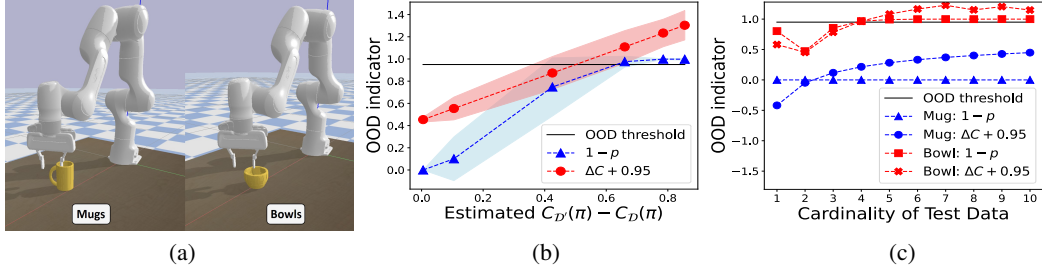 Mugs
Bowls
(a)
OOD indicator
1.4
1.2
1.0
0.8
0.6
0.4
0.2
0.0
OOD threshold
1 − p
ΔC + 0.95
0.0 0.2 0.4 0.6 0.8
Estimated C_D′(π) − C_D(π)
(b)
OOD indicator
1.0
0.5
0.0
−0.5
−1.0
−1.5
OOD threshold
Mug: 1 − p
Mug: ΔC + 0.95
Bowl: 1 − p
Bowl: ΔC + 0.95
1 2 3 4 5 6 7 8 9 10
Cardinality of Test Data
(c)